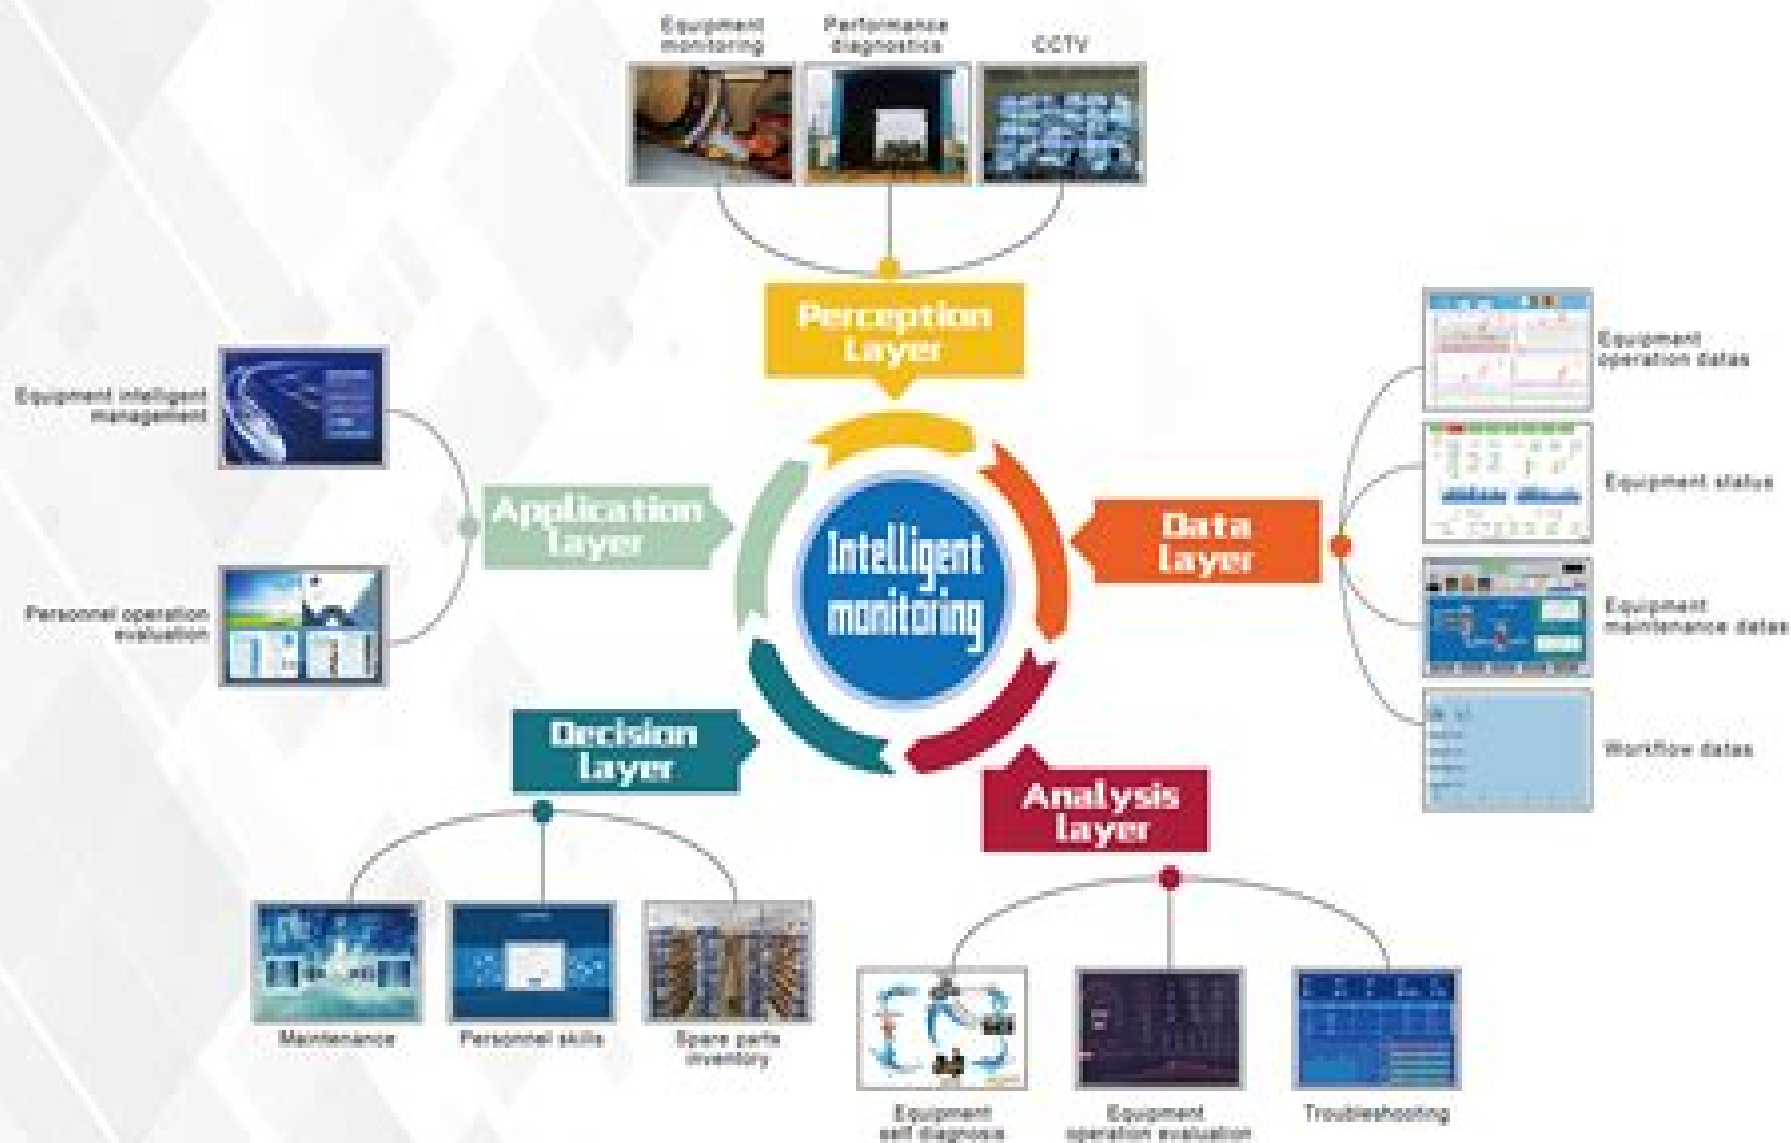 Equipment
monitoring
Performance
diagnostics
CCTV
Perception
Layer
Equipment
operation datas
Equipment status
Equipment
maintenance datas
Workflow datas
Data
layer
Equipment intelligent
management
Personnel operation
evaluation
Application
layer
Intelligent
monitoring
Decision
layer
Analysis
layer
Maintenance
Personnel skills
Spare parts
inventory
Equipment
self diagnosis
Equipment
operation evaluation
Troubleshooting